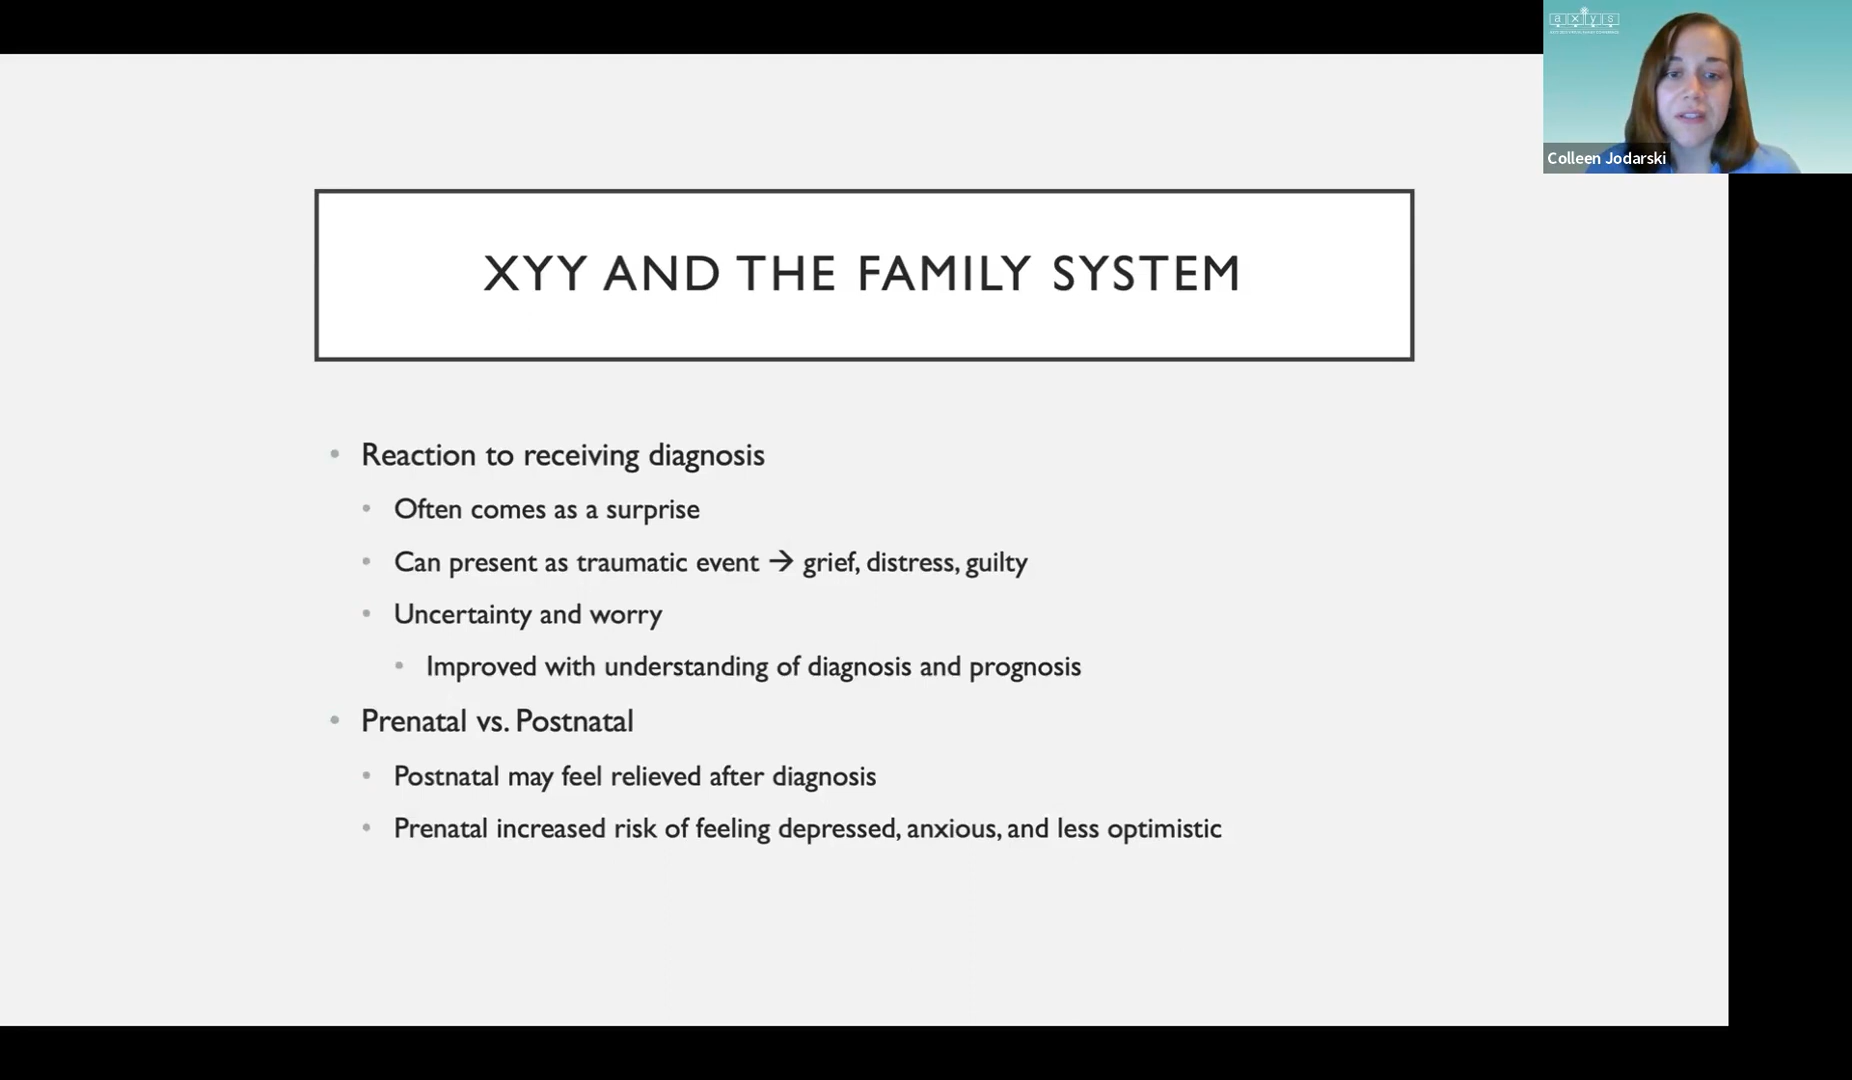 axys
Colleen Jodarski
XYY AND THE FAMILY SYSTEM
• Reaction to receiving diagnosis
• Often comes as a surprise
• Can present as traumatic event → grief, distress, guilty
• Uncertainty and worry
• Improved with understanding of diagnosis and prognosis
• Prenatal vs. Postnatal
• Postnatal may feel relieved after diagnosis
• Prenatal increased risk of feeling depressed, anxious, and less optimistic